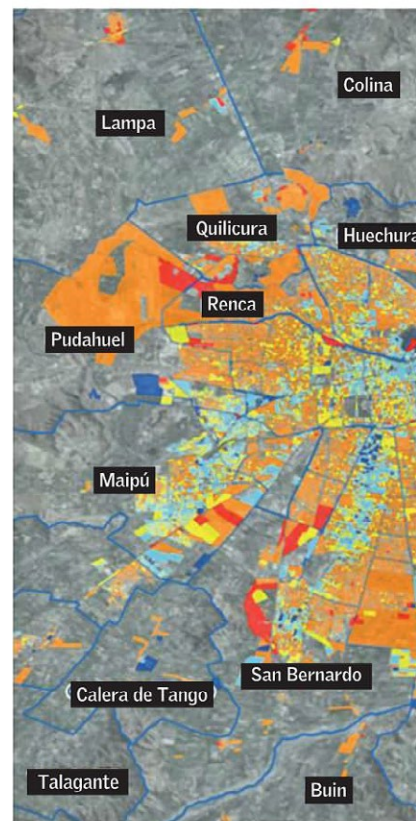 Colina
Lampa
Quilicura
Huechura
Renca
Pudahuel
Maipú
San Bernardo
Calera de Tango
Talagante
Buin